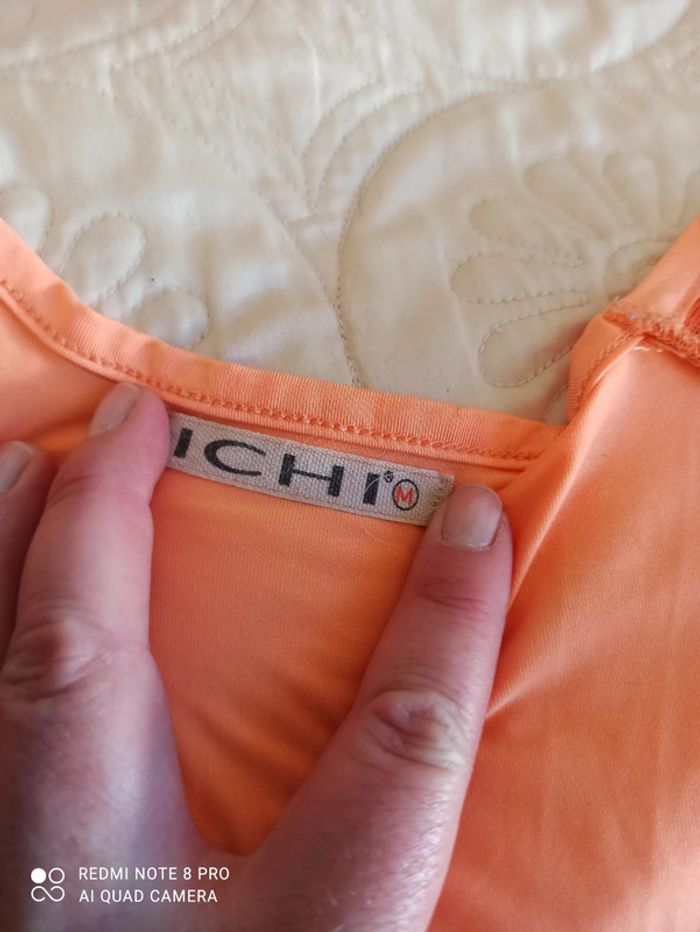 ICHI® M
REDMI NOTE 8 PRO
AI QUAD CAMERA